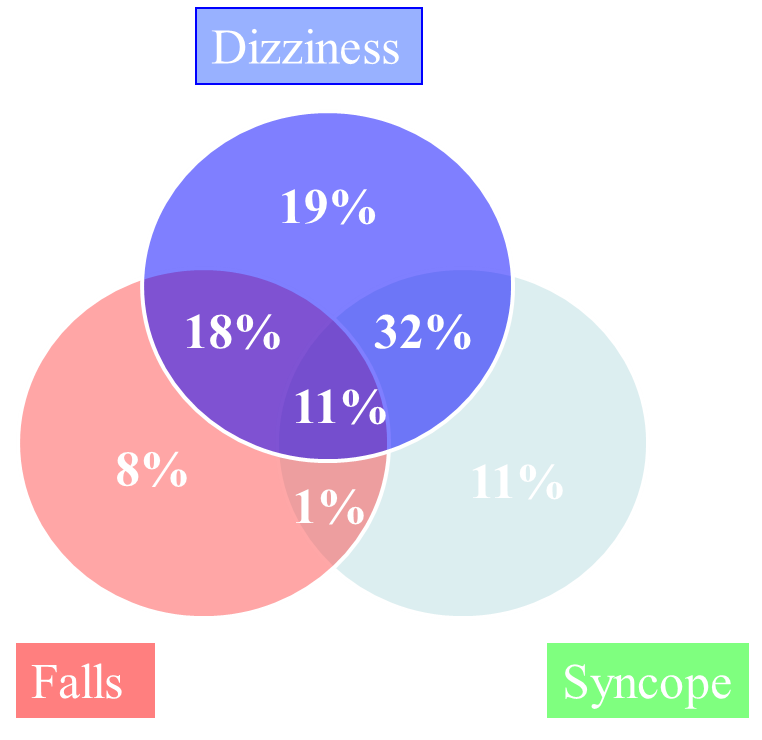 Dizziness
19%
18%
32%
11%
8%
11%
1%
Falls
Syncope